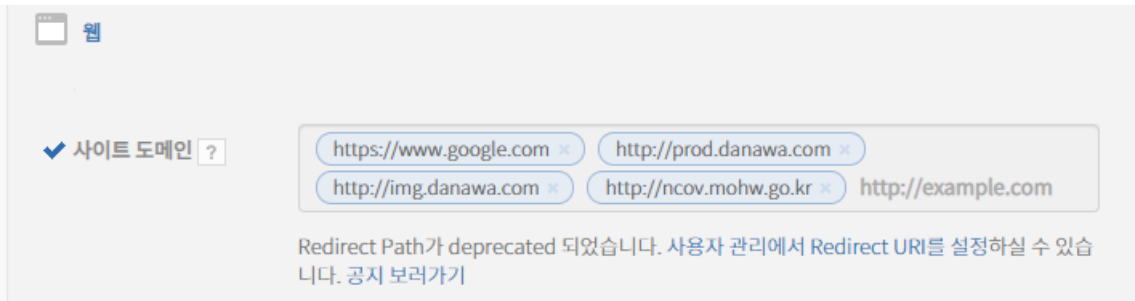 웹
사이트 도메인 ?
https://www.google.com × http://prod.danawa.com ×
http://img.danawa.com × http://ncov.mohw.go.kr × http://example.com
Redirect Path가 deprecated 되었습니다. 사용자 관리에서 Redirect URI를 설정하실 수 있습
니다. 공지 보러가기